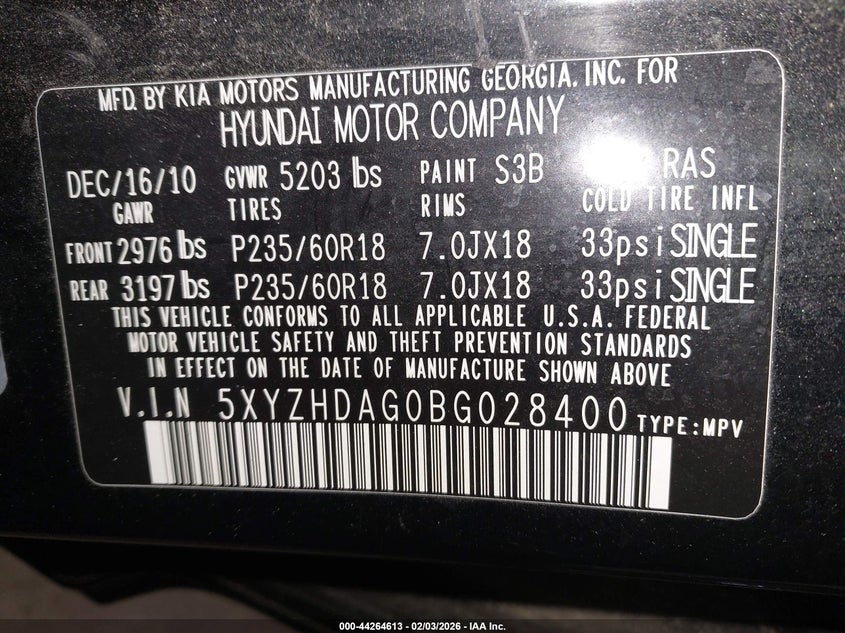 MFD. BY KIA MOTORS MANUFACTURING GEORGIA. INC. FOR
HYUNDAI MOTOR COMPANY
DEC/16/10 GVWR 5203 lbs PAINT S3B RAS
GAWR TIRES RIMS COLD TIRE INFL
FRONT 2976 lbs P235/60R18 7.0JX18 33psi SINGLE
REAR 3197 lbs P235/60R18 7.0JX18 33psi SINGLE
THIS VEHICLE CONFORMS TO ALL APPLICABLE U.S.A. FEDERAL
MOTOR VEHICLE SAFETY AND THEFT PREVENTION STANDARDS
IN EFFECT ON THE DATE OF MANUFACTURE SHOWN ABOVE
V.I.N 5XYZHDAG0BG028400 TYPE:MPV
000-44264613 - 02/03/2026 - IAA Inc.